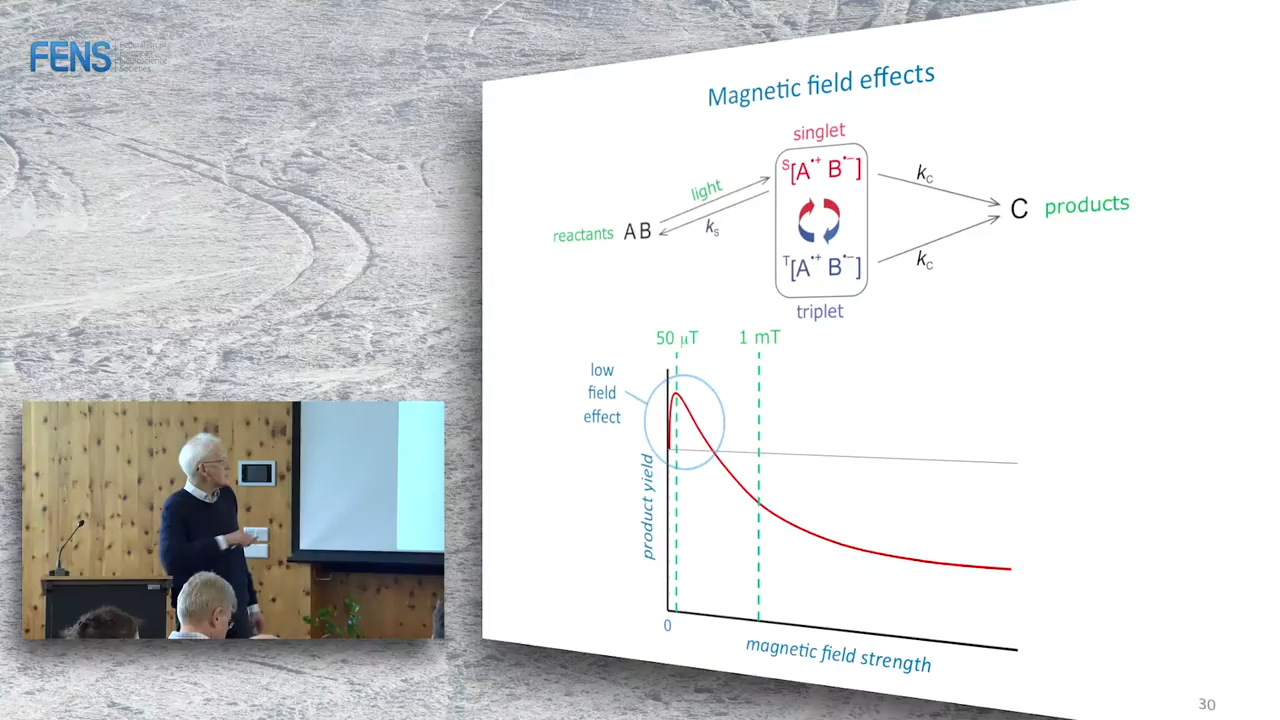 FENS
Magnetic field effects
singlet
S[A•+ B•−]
light
kC
reactants
A B
kS
C
products
T[A•+ B•−]
kC
triplet
50 μT
1 mT
low
field
effect
product yield
0
magnetic field strength
30